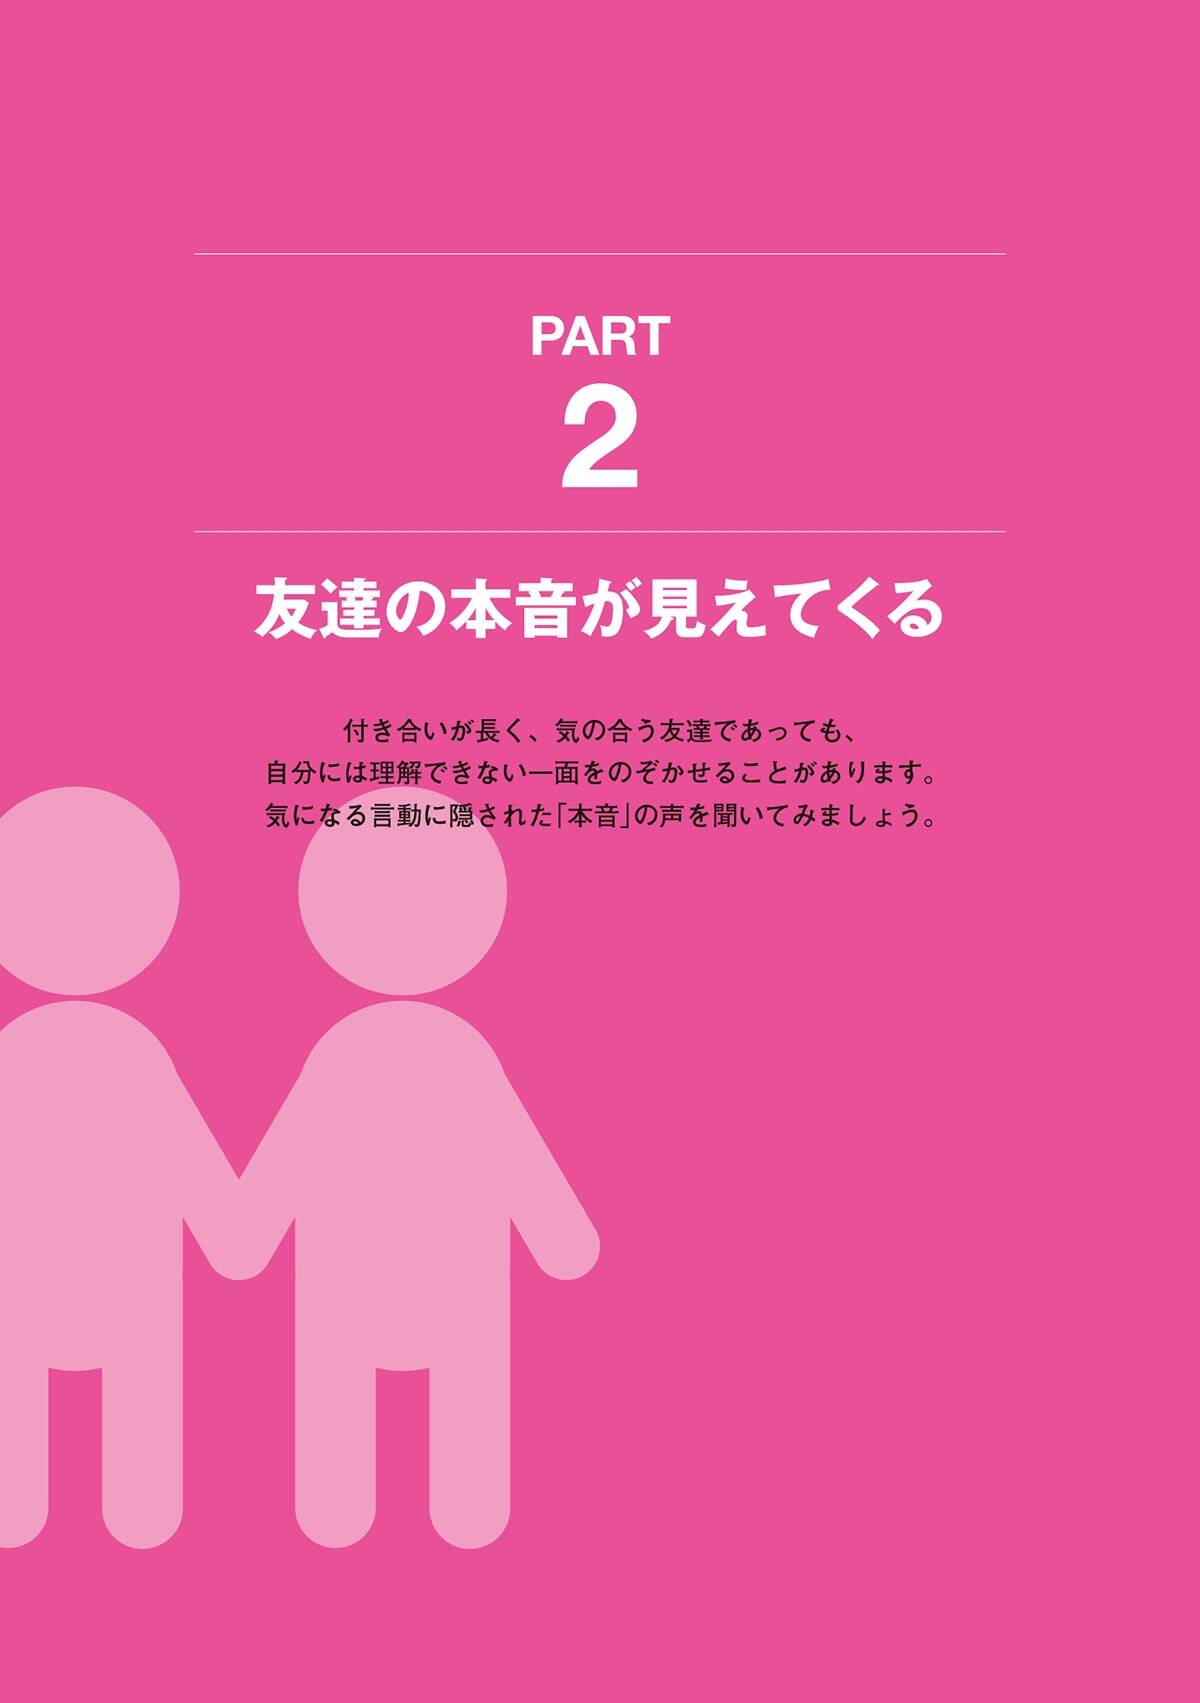 PART
2
友達の本音が見えてくる
付き合いが長く、気の合う友達であっても、
自分には理解できない一面をのぞかせることがあります。
気になる言動に隠された「本音」の声を聞いてみましょう。